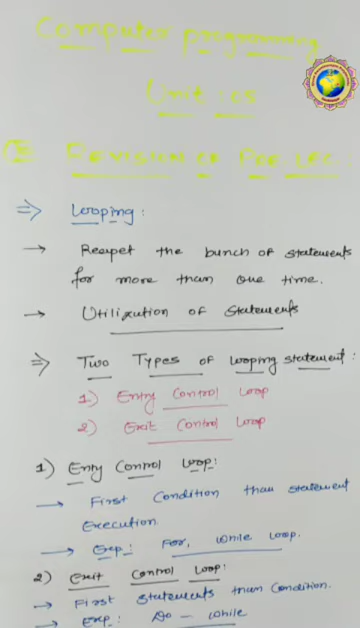 Computer programming
Unit : 05
Revision of Pre. Lec. :
⇒ Looping :
→ Reapet the bunch of statements
for more than one time.
→ Utilization of statements
⇒ Two Types of looping statement :
1) Entry Control loop
2) Exit Control loop
1) Entry Control loop :
→ First Condition than statement
Execution
→ Exp : For, while loop.
2) Exit Control Loop :
→ First statements than Condition.
→ Exp : Do - while